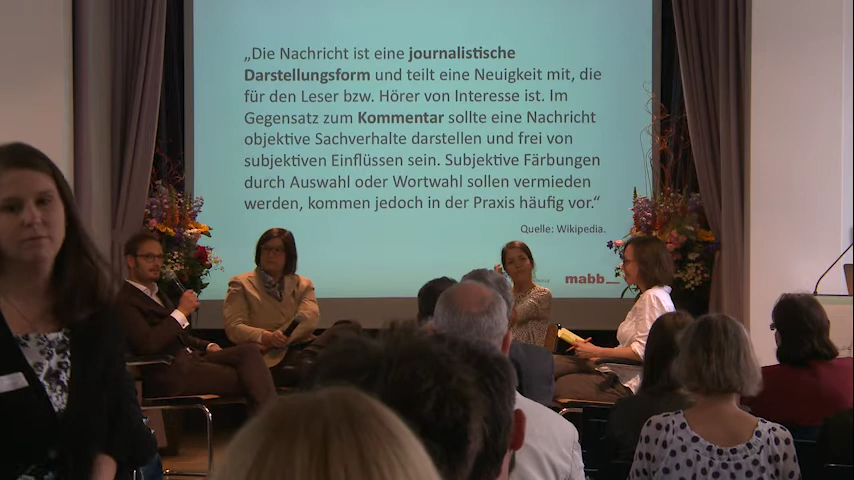 „Die Nachricht ist eine journalistische
Darstellungsform und teilt eine Neuigkeit mit, die
für den Leser bzw. Hörer von Interesse ist. Im
Gegensatz zum Kommentar sollte eine Nachricht
objektive Sachverhalte darstellen und frei von
subjektiven Einflüssen sein. Subjektive Färbungen
durch Auswahl oder Wortwahl sollen vermieden
werden, kommen jedoch in der Praxis häufig vor.“
Quelle: Wikipedia.
mabb